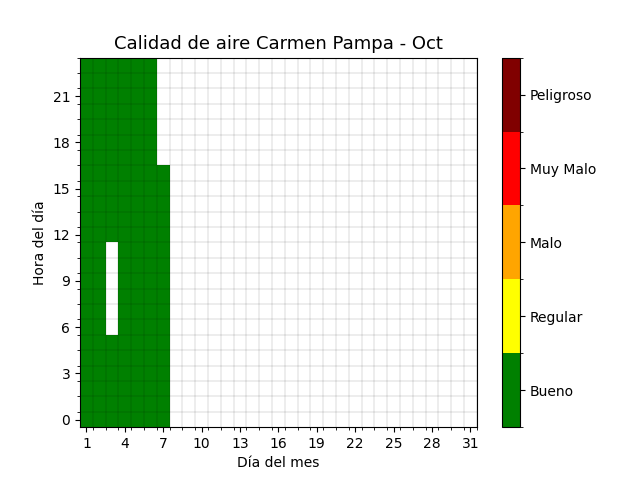 Calidad de aire Carmen Pampa - Oct
21
18
15
12
9
6
3
0
Hora del día
1 4 7 10 13 16 19 22 25 28 31
Día del mes
Peligroso
Muy Malo
Malo
Regular
Bueno